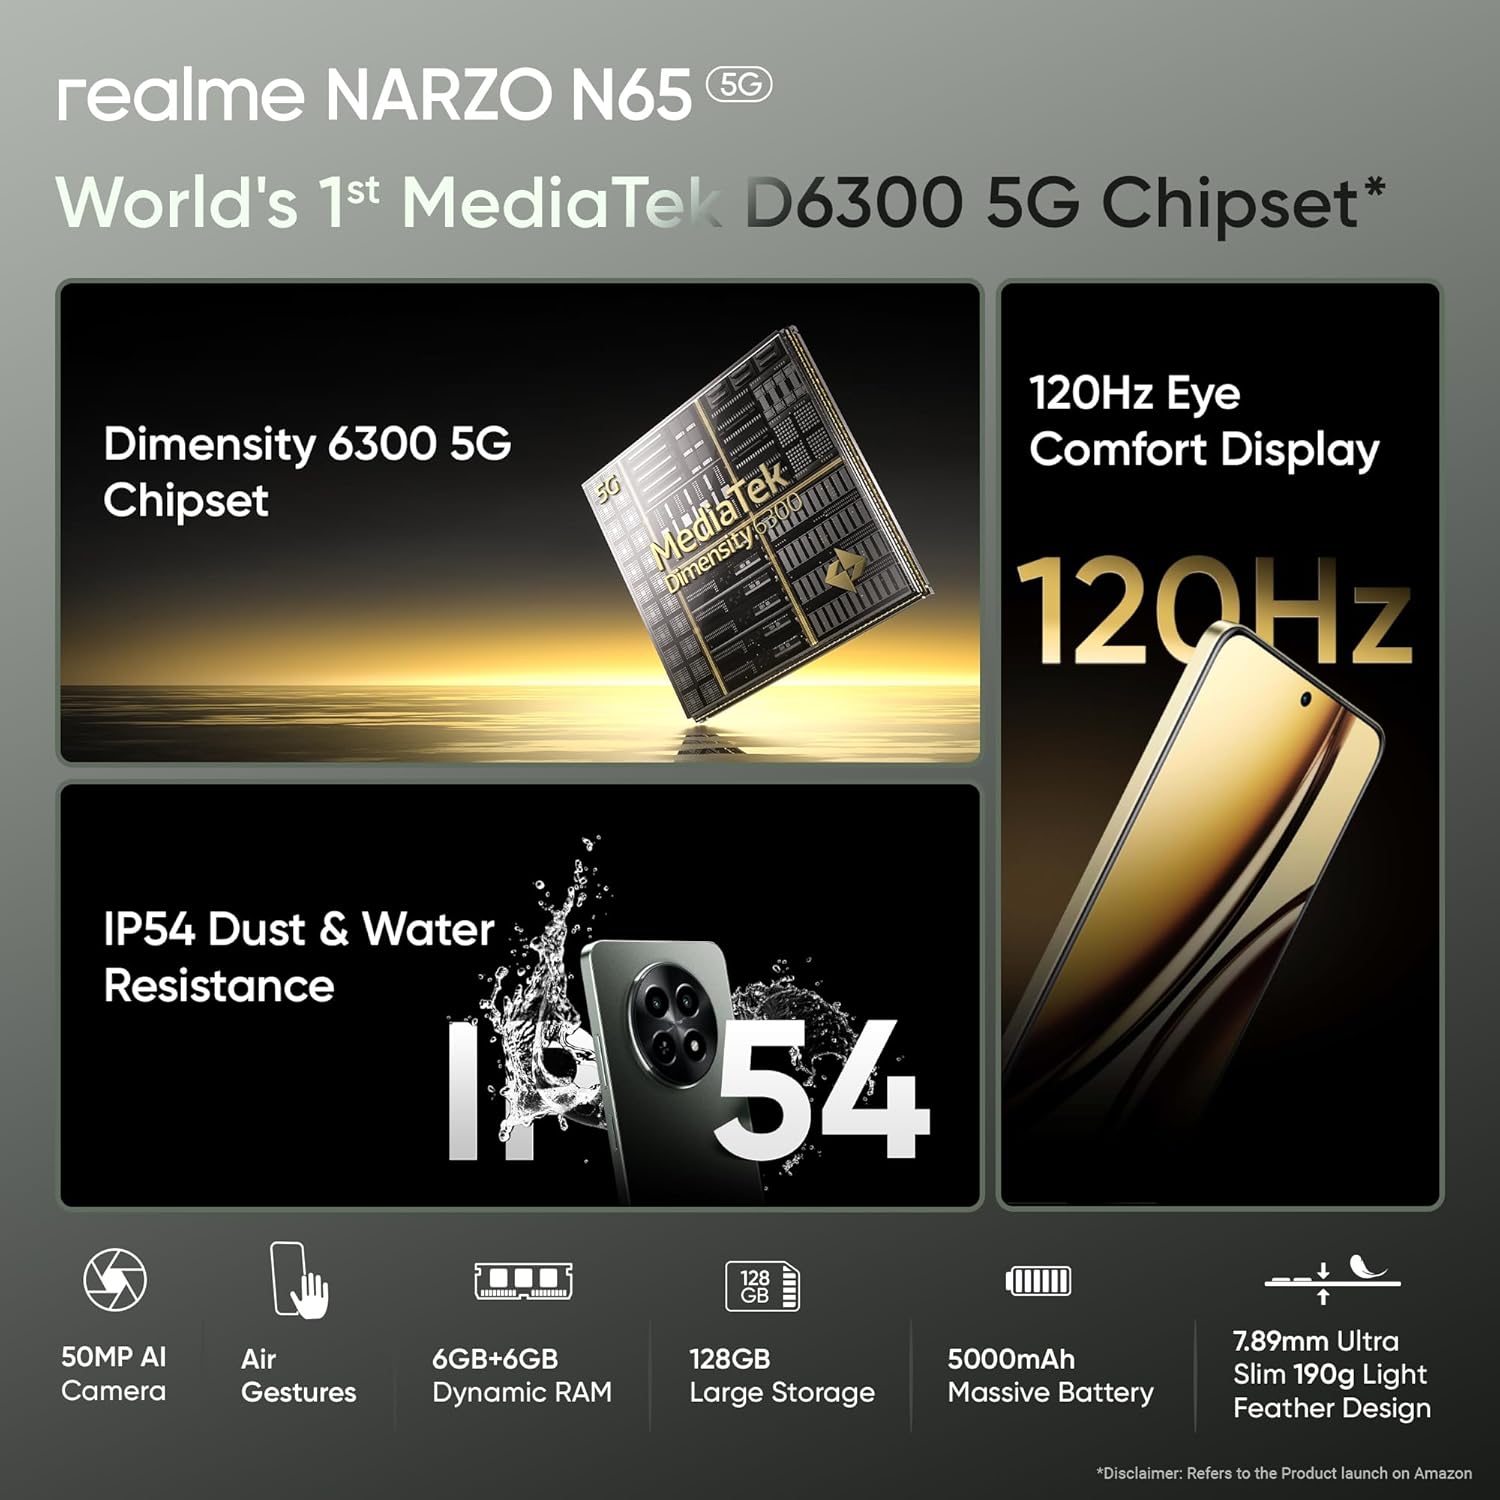 realme NARZO N65 5G
World's 1st MediaTek D6300 5G Chipset*
Dimensity 6300 5G
Chipset
5G
MediaTek
Dimensity 6300
120Hz Eye
Comfort Display
120Hz
IP54 Dust & Water
Resistance
IP54
128
GB
50MP AI
Camera
Air
Gestures
6GB+6GB
Dynamic RAM
128GB
Large Storage
5000mAh
Massive Battery
7.89mm Ultra
Slim 190g Light
Feather Design
*Disclaimer: Refers to the Product launch on Amazon